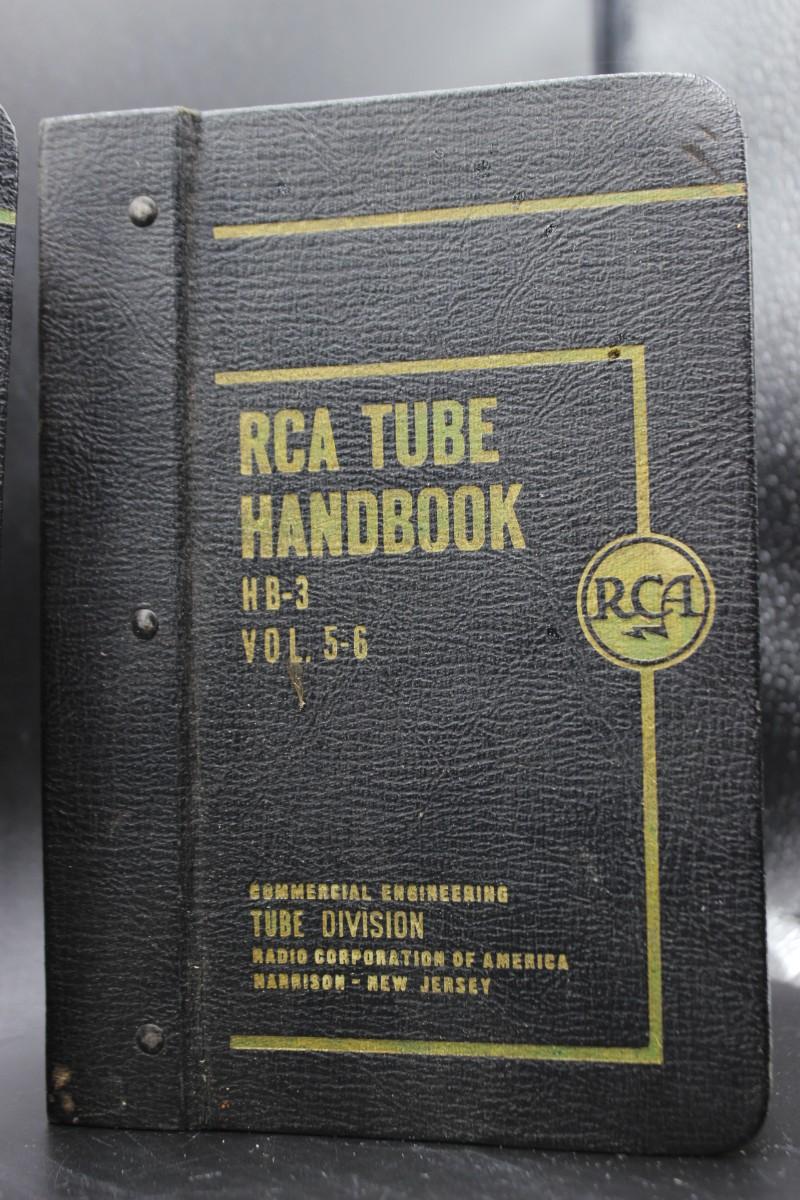 RCA TUBE
HANDBOOK
HB-3
VOL. 5-6
RCA
COMMERCIAL ENGINEERING
TUBE DIVISION
RADIO CORPORATION OF AMERICA
HARRISON - NEW JERSEY